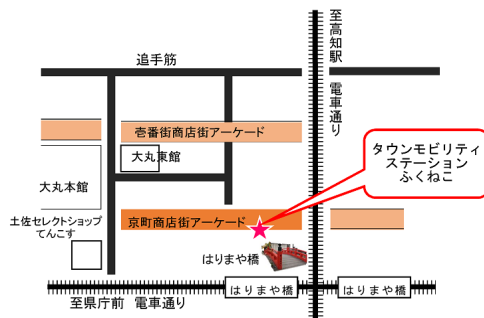 至高知駅
電車通り
追手筋
壱番街商店街アーケード
大丸東館
タウンモビリティ
ステーション
ふくねこ
大丸本館
土佐セレクトショップ
てんこす
京町商店街アーケード
はりまや橋
はりまや橋
はりまや橋
至県庁前 電車通り